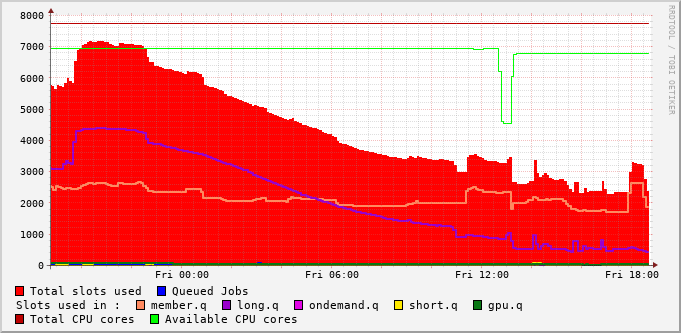 8000
7000
6000
5000
4000
3000
2000
1000
0
Fri 00:00 Fri 06:00 Fri 12:00 Fri 18:00
RRDTOOL / TOBI OETIKER
Total slots used Queued Jobs
Slots used in : member.q long.q ondemand.q short.q gpu.q
Total CPU cores Available CPU cores